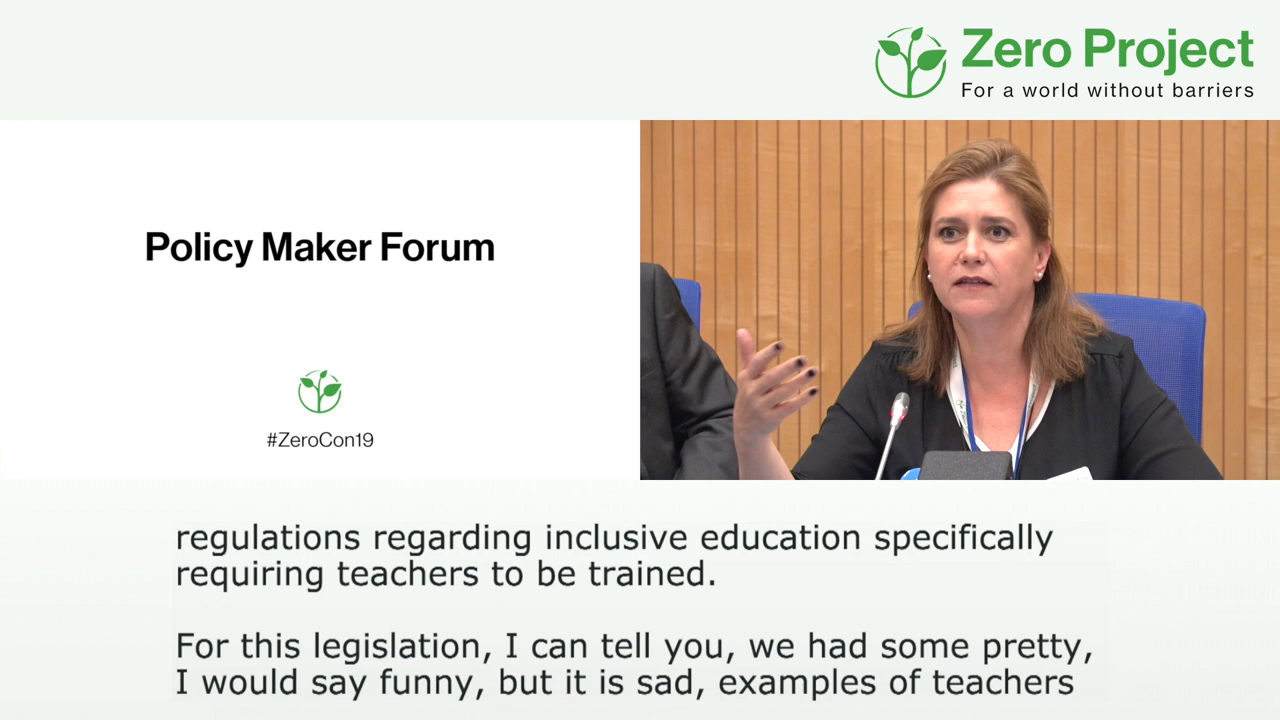 Zero Project
For a world without barriers
Policy Maker Forum
#ZeroCon19
regulations regarding inclusive education specifically
requiring teachers to be trained.
For this legislation, I can tell you, we had some pretty,
I would say funny, but it is sad, examples of teachers